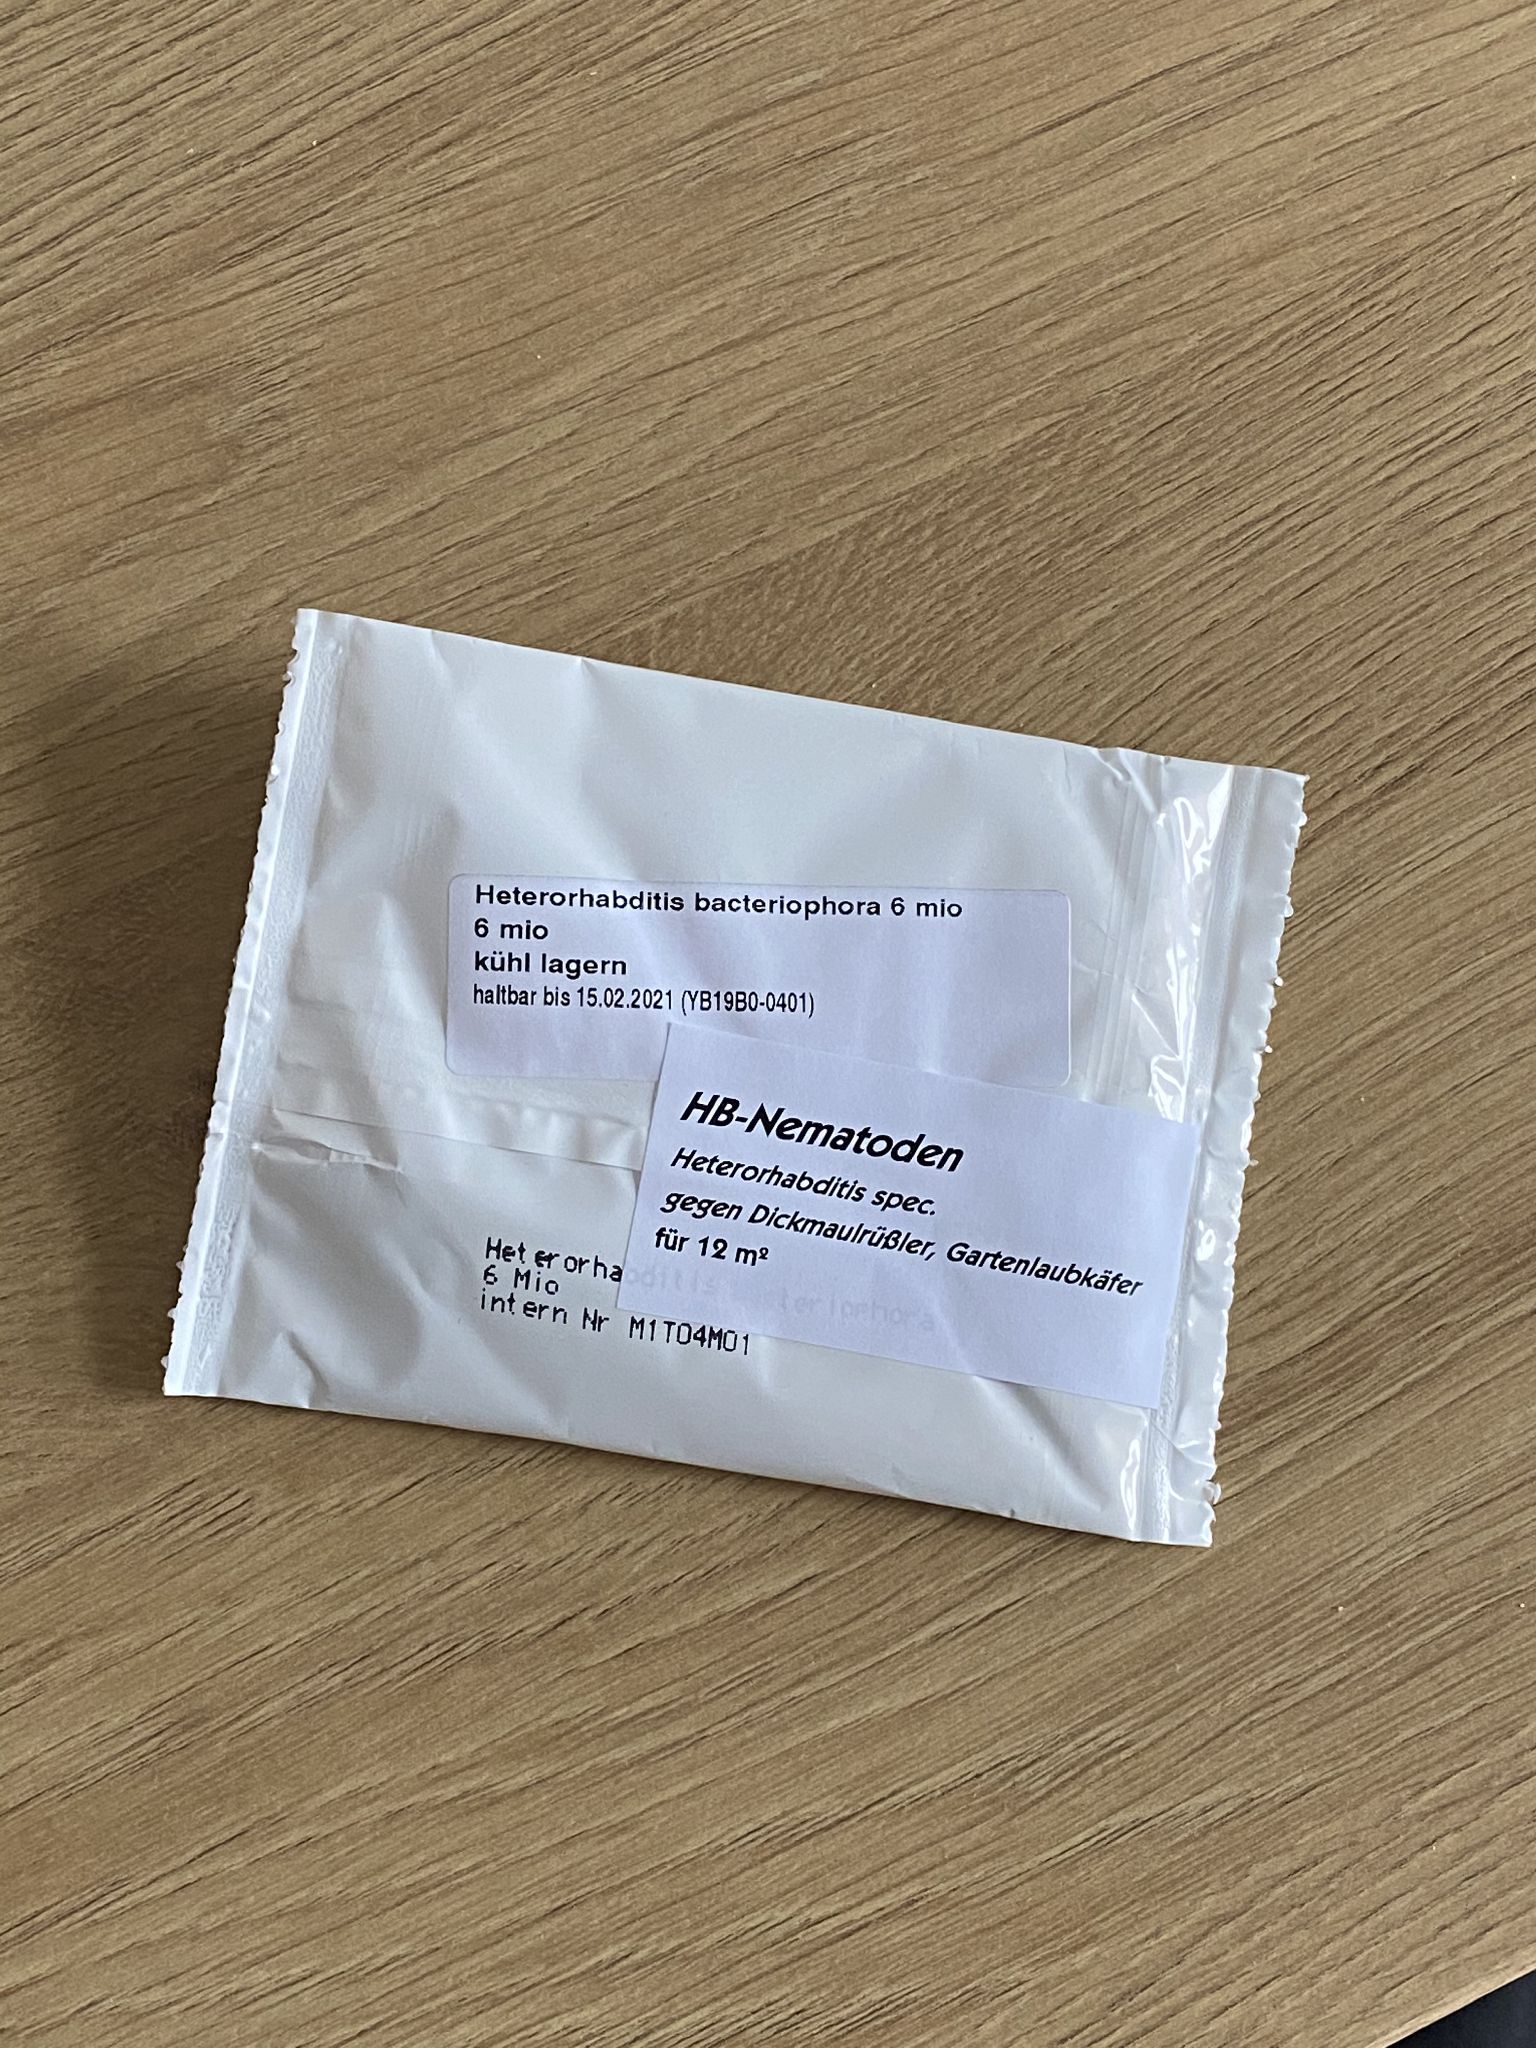 Heterorhabditis bacteriophora 6 mio
6 mio
kühl lagern
haltbar bis 15.02.2021 (YB19B0-0401)
HB-Nematoden
Heterorhabditis spec.
gegen Dickmaulrüßler, Gartenlaubkäfer
für 12 m²
Heterorha
6 Mio
intern Nr M1T04M01